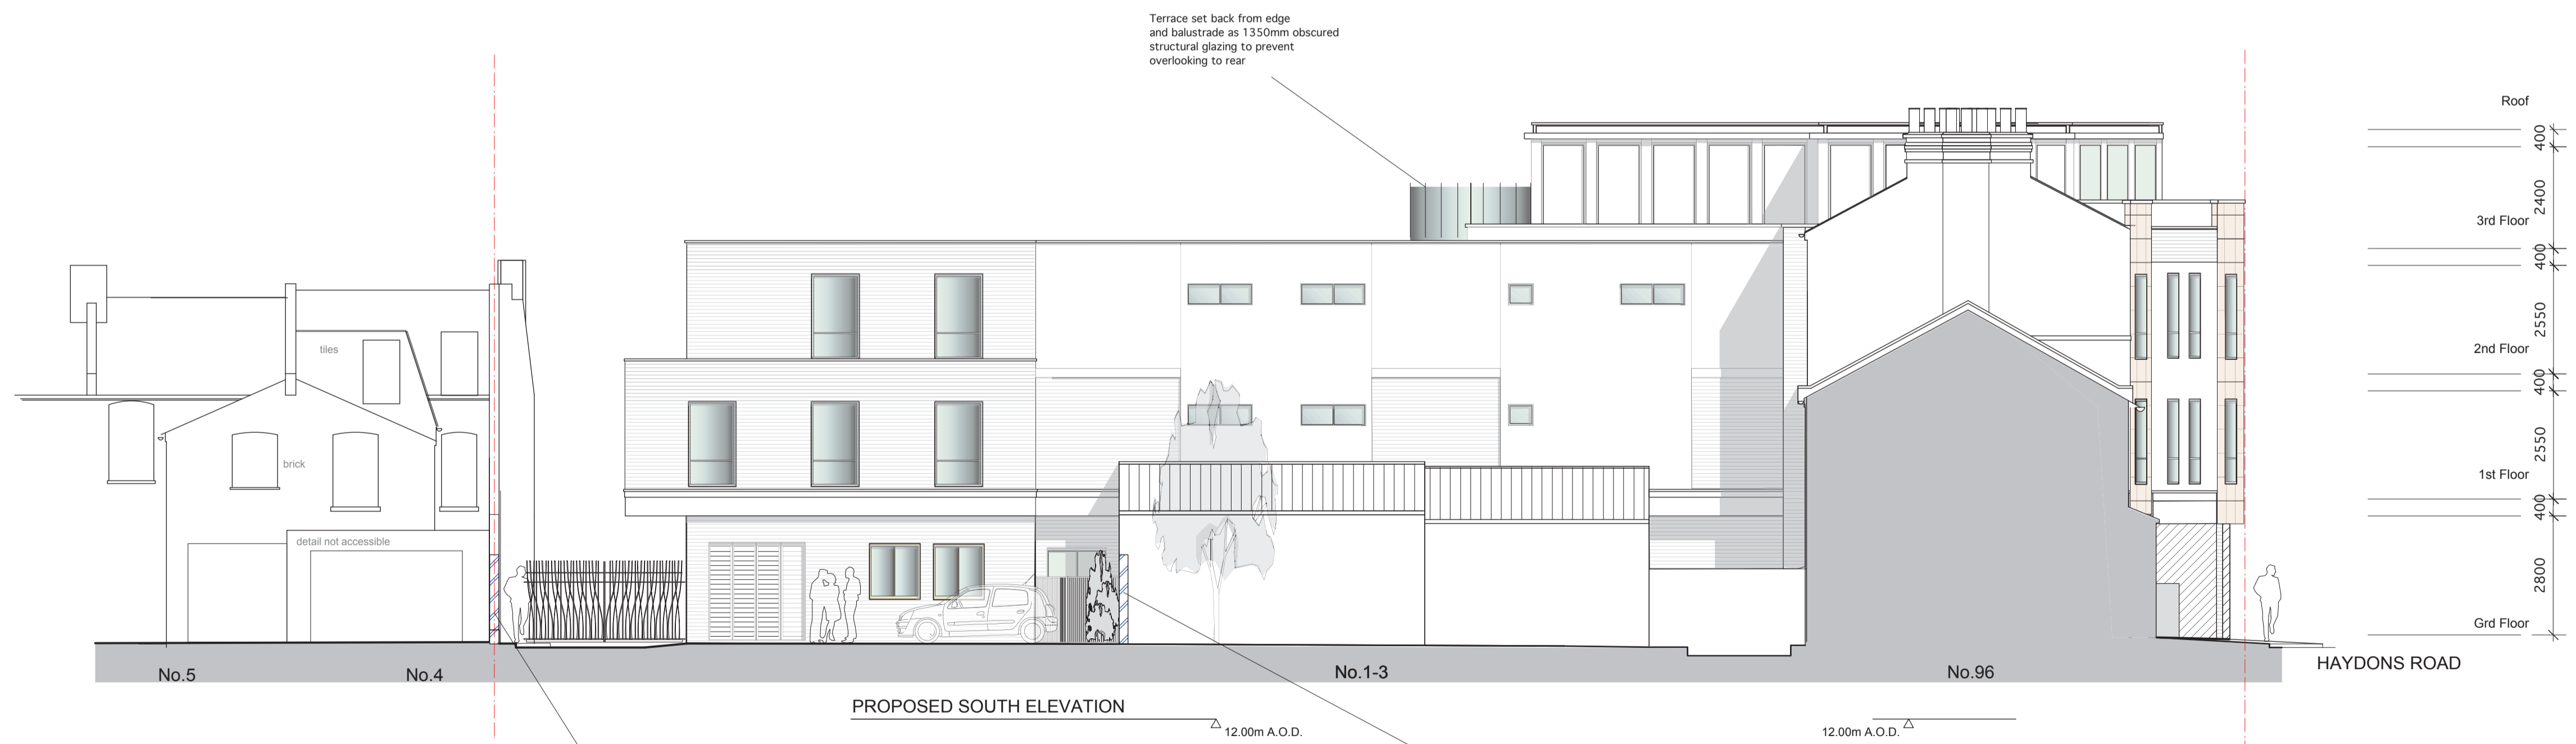 Terrace set back from edge
and balustrade as 1350mm obscured
structural glazing to prevent
overlooking to rear
Roof
400
2400
3rd Floor
400
2550
2nd Floor
400
2550
1st Floor
400
2800
Grd Floor
tiles
brick
detail not accessible
No.5
No.4
No.1-3
No.96
HAYDONS ROAD
PROPOSED SOUTH ELEVATION
12.00m A.O.D.
12.00m A.O.D.